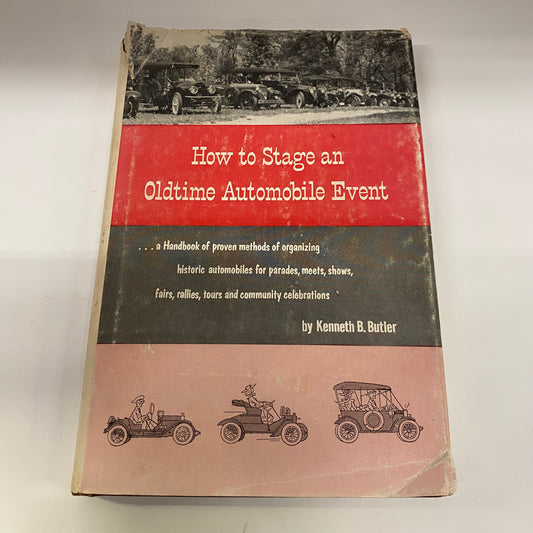 How to Stage an
Oldtime Automobile Event
. . . a Handbook of proven methods of organizing
historic automobiles for parades, meets, shows,
fairs, rallies, tours and community celebrations
by Kenneth B. Butler